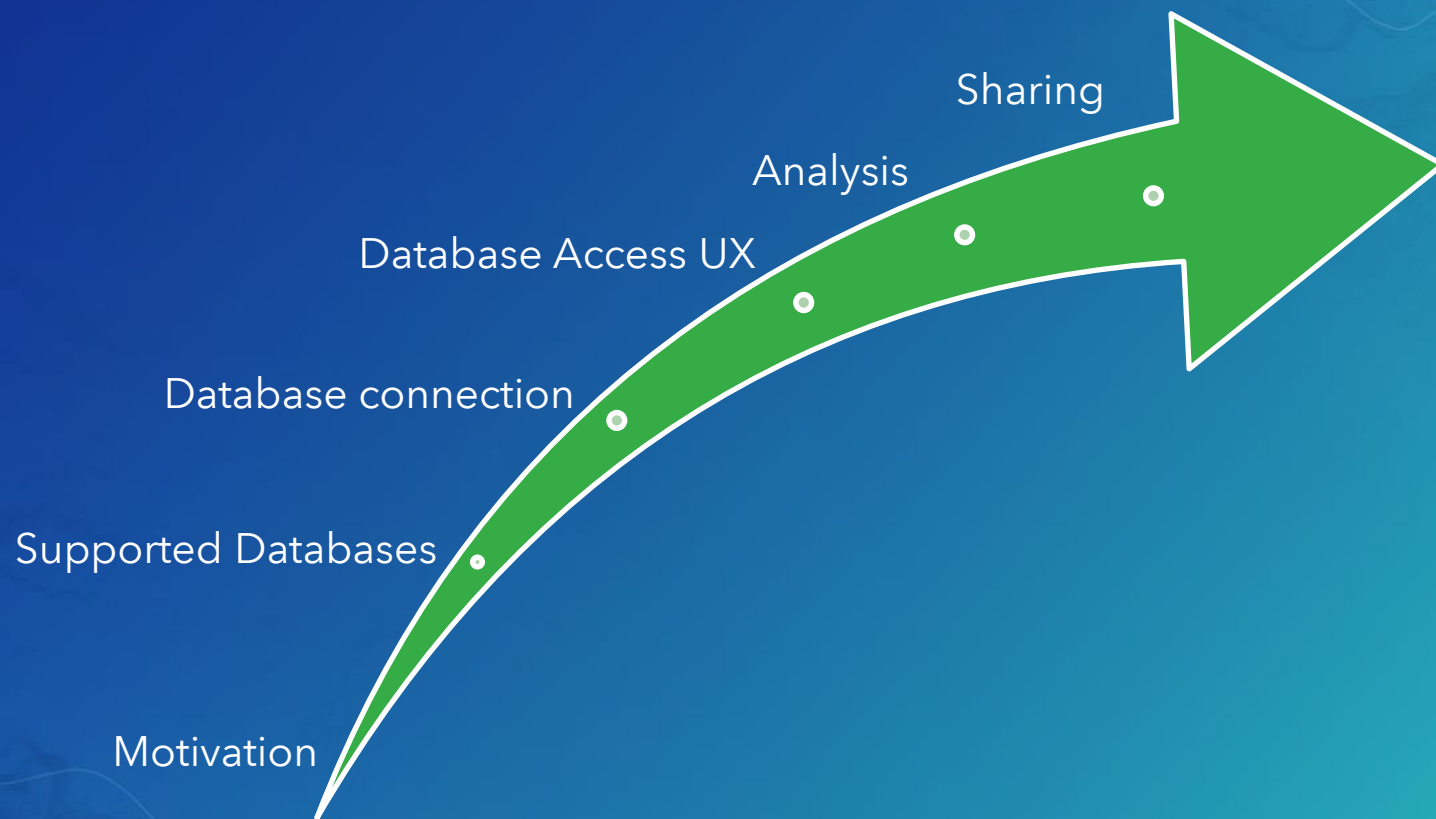 Sharing
Analysis
Database Access UX
Database connection
Supported Databases
Motivation